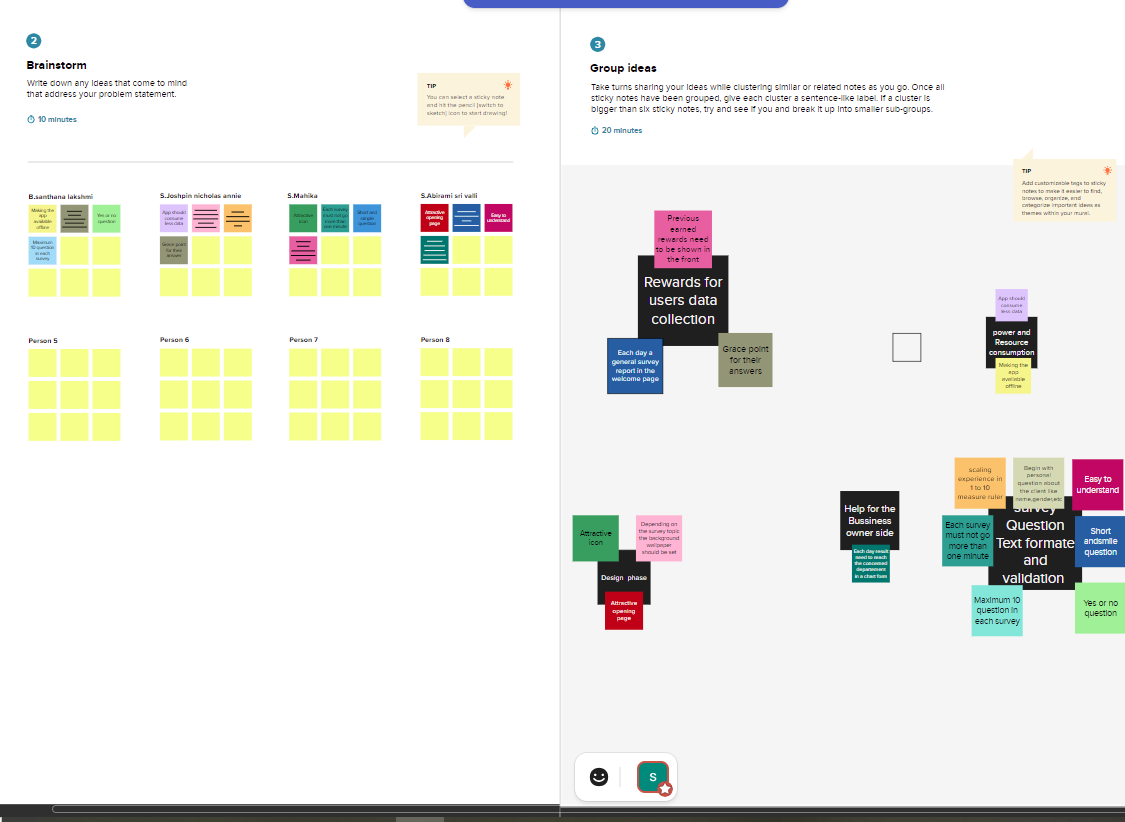 2
Brainstorm
Write down any ideas that come to mind
that address your problem statement.
10 minutes
TIP
You can select a sticky note
and hit the pencil [switch to
sketch] icon to start drawing!
B.santhana lakshmi
Making the
app
available
offline
Yes or no
question
Maximum
10 question
in each
survey
S.Joshpin nicholas annie
App should
consume
less data
Grace point
for their
answer
S.Mahika
Attractive
icon
Each survey
must not go
more than
one minute
Short and
simple
question
S.Abirami sri valli
Attractive
opening
page
Easy to
understand
Person 5
Person 6
Person 7
Person 8
3
Group ideas
Take turns sharing your ideas while clustering similar or related notes as you go. Once all
sticky notes have been grouped, give each cluster a sentence-like label. If a cluster is
bigger than six sticky notes, try and see if you and break it up into smaller sub-groups.
20 minutes
TIP
Add customizable tags to sticky
notes to make it easier to find,
browse, organize, and
categorize important ideas as
themes within your mural.
Previous
earned
rewards need
to be shown in
the front
Rewards for
users data
collection
Each day a
general survey
report in the
welcome page
Grace point
for their
answers
App should
consume
less data
power and
Resource
consumption
Making the
app
available
offline
Attractive
icon
Depending on
the survey topic
the background
wallpaper
should be set
Design phase
Attractive
opening
page
Help for the
Bussiness
owner side
Each day result
need to reach
the concerned
departement
in a chart form
scaling
experience in
1 to 10
measure ruler
Begin with
personal
question about
the client like
name,gender,etc
Easy to
understand
Each survey
must not go
more than
one minute
survey
Question
Text formate
and
validation
Short
andsmile
question
Maximum 10
question in
each survey
Yes or no
question
S